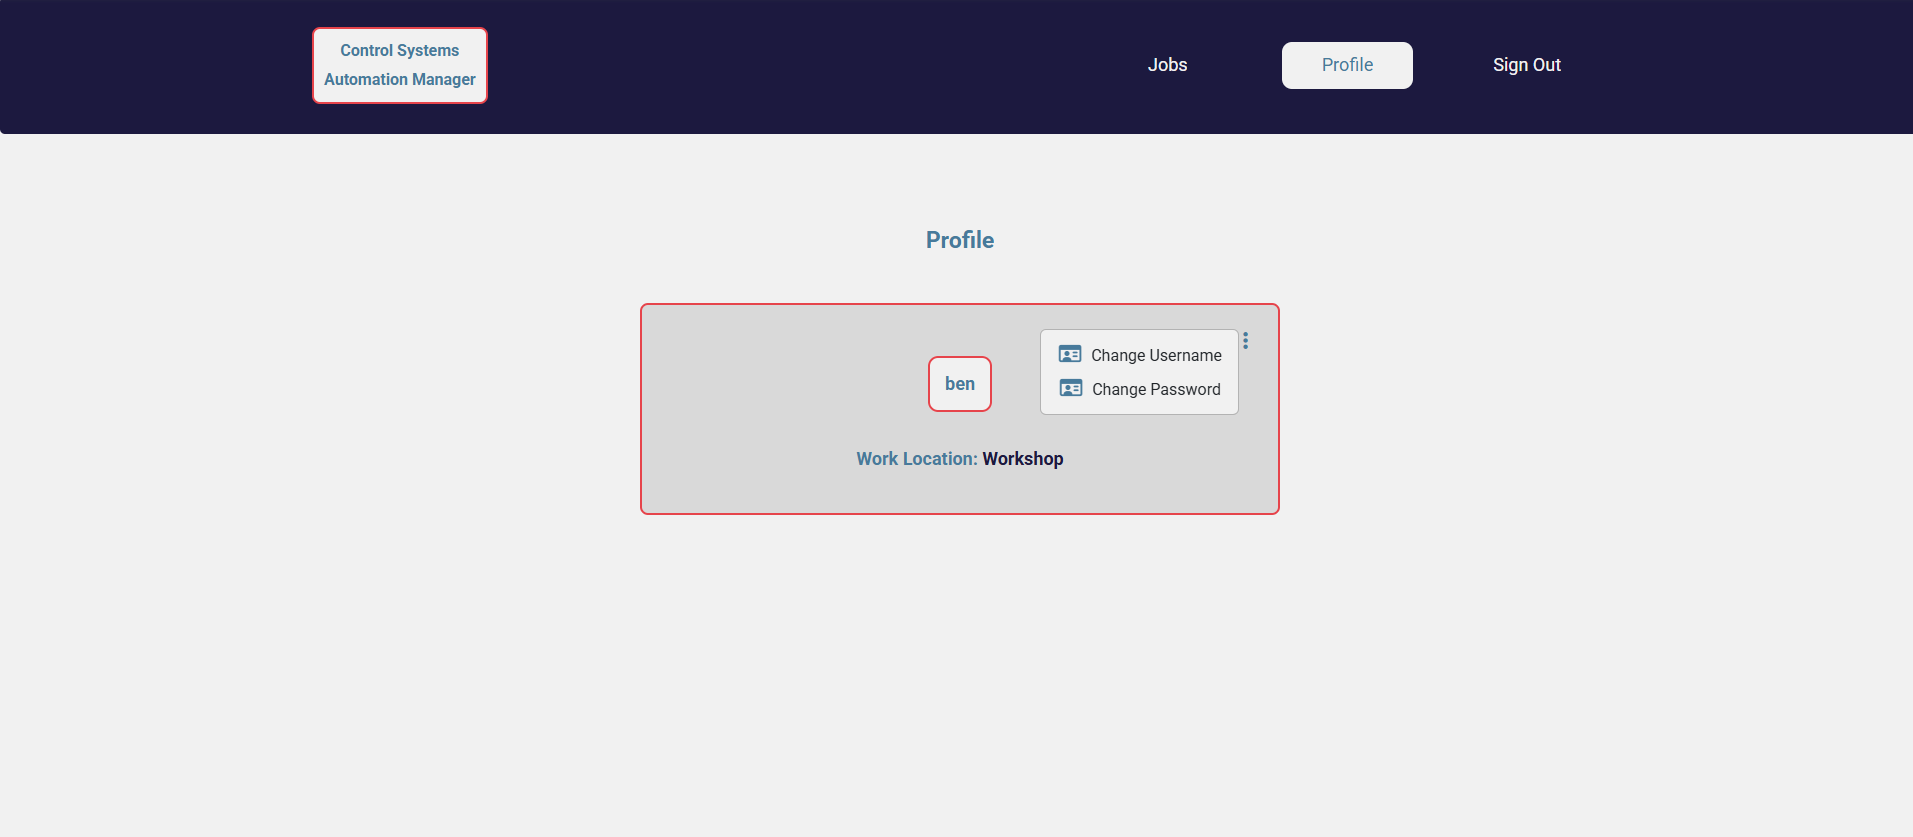 Control Systems
Automation Manager
Jobs
Profile
Sign Out
Profile
Change Username
ben
Change Password
Work Location: Workshop